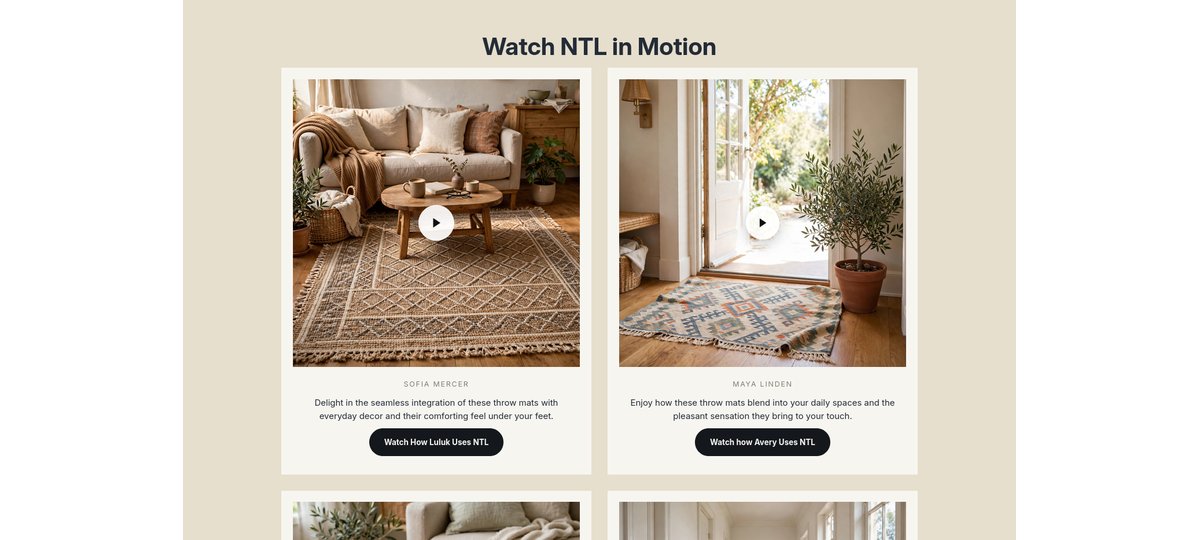 Watch NTL in Motion
SOFIA MERCER
Delight in the seamless integration of these throw mats with
everyday decor and their comforting feel under your feet.
Watch How Luluk Uses NTL
MAYA LINDEN
Enjoy how these throw mats blend into your daily spaces and the
pleasant sensation they bring to your touch.
Watch how Avery Uses NTL